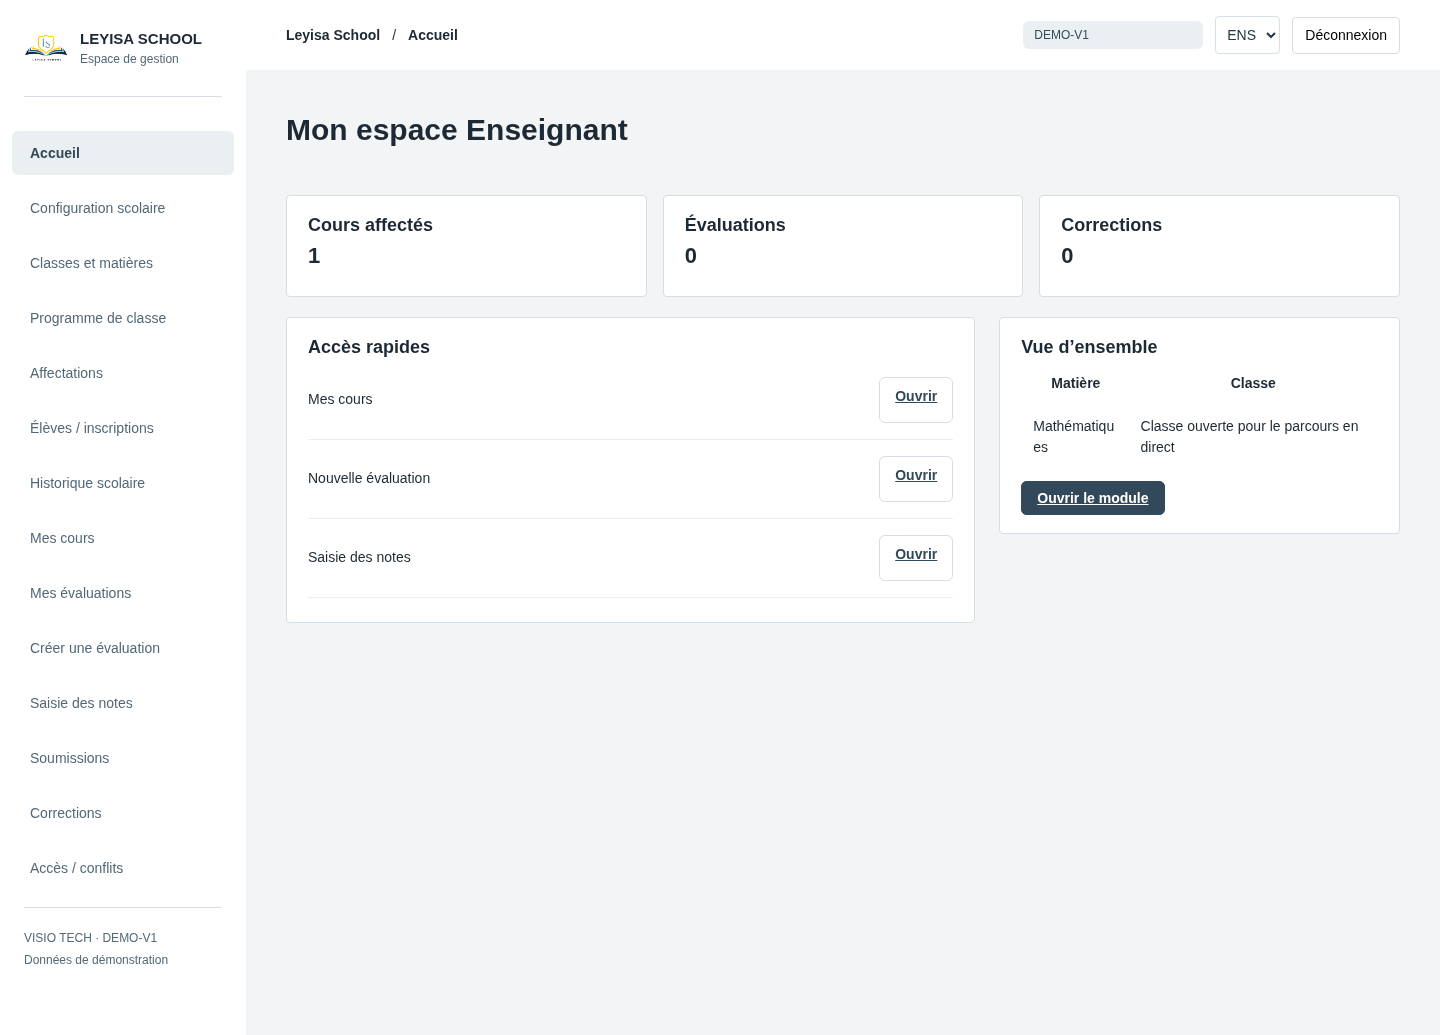 LEYISA SCHOOL
Espace de gestion
Accueil
Configuration scolaire
Classes et matières
Programme de classe
Affectations
Élèves / inscriptions
Historique scolaire
Mes cours
Mes évaluations
Créer une évaluation
Saisie des notes
Soumissions
Corrections
Accès / conflits
VISIO TECH · DEMO-V1
Données de démonstration
Leyisa School / Accueil
DEMO-V1
ENS
Déconnexion
Mon espace Enseignant
Cours affectés
1
Évaluations
0
Corrections
0
Accès rapides
Mes cours
Ouvrir
Nouvelle évaluation
Ouvrir
Saisie des notes
Ouvrir
Vue d’ensemble
Matière Classe
Mathématiqu
es
Classe ouverte pour le parcours en
direct
Ouvrir le module